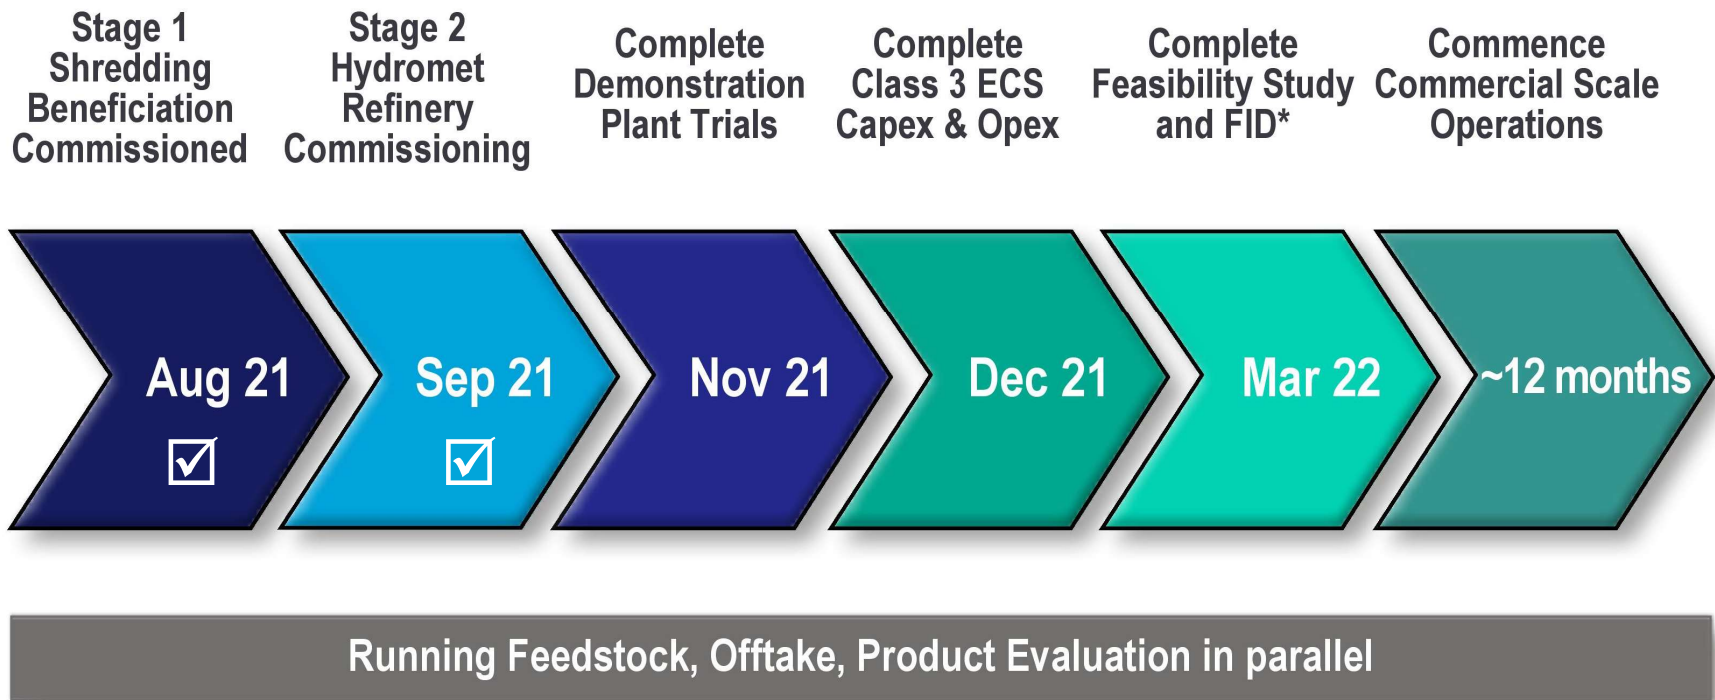 Stage 1
Shredding
Beneficiation
Commissioned
Stage 2
Hydromet
Refinery
Commissioning
Complete
Demonstration
Plant Trials
Complete
Class 3 ECS
Capex & Opex
Complete
Feasibility Study
and FID*
Commence
Commercial Scale
Operations
Aug 21
Sep 21
Nov 21
Dec 21
Mar 22
~12 months
Running Feedstock, Offtake, Product Evaluation in parallel